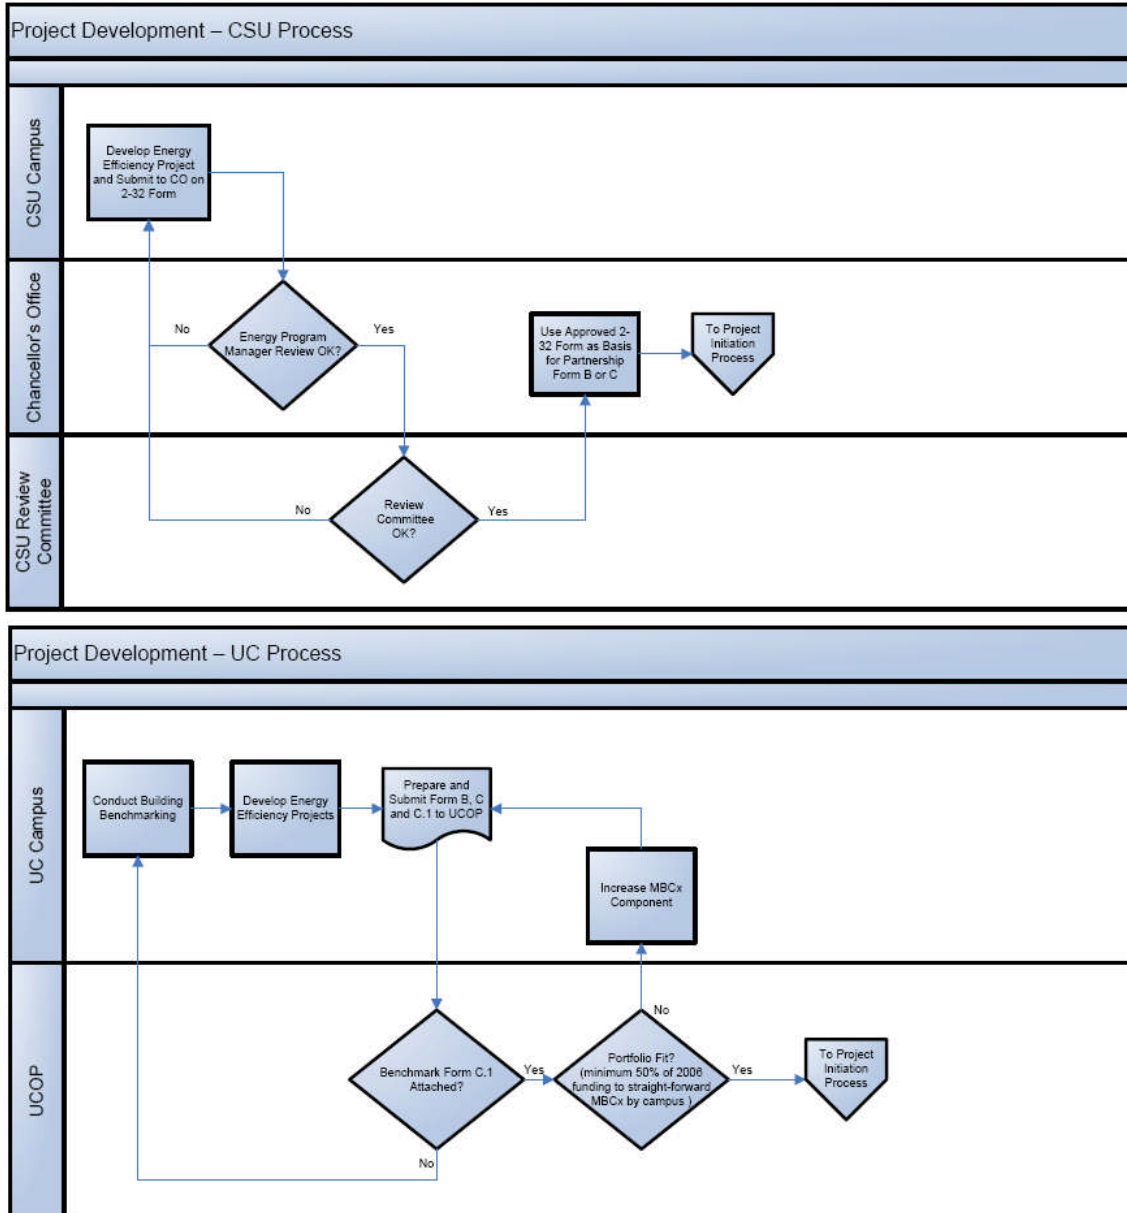 Project Development – CSU Process
CSU Campus
Develop Energy
Efficiency Project
and Submit to CO on
2-32 Form
Chancellor's Office
No
Energy Program
Manager Review OK?
Yes
Use Approved 2-
32 Form as Basis
for Partnership
Form B or C
To Project
Initiation
Process
CSU Review
Committee
No
Review
Committee
OK?
Yes
Project Development – UC Process
UC Campus
Conduct Building
Benchmarking
Develop Energy
Efficiency Projects
Prepare and
Submit Form B, C
and C.1 to UCOP
Increase MBCx
Component
UCOP
Benchmark Form C.1
Attached?
Yes
No
No
Portfolio Fit?
(minimum 50% of 2006
funding to straight-forward
MBCx by campus )
Yes
To Project
Initiation
Process